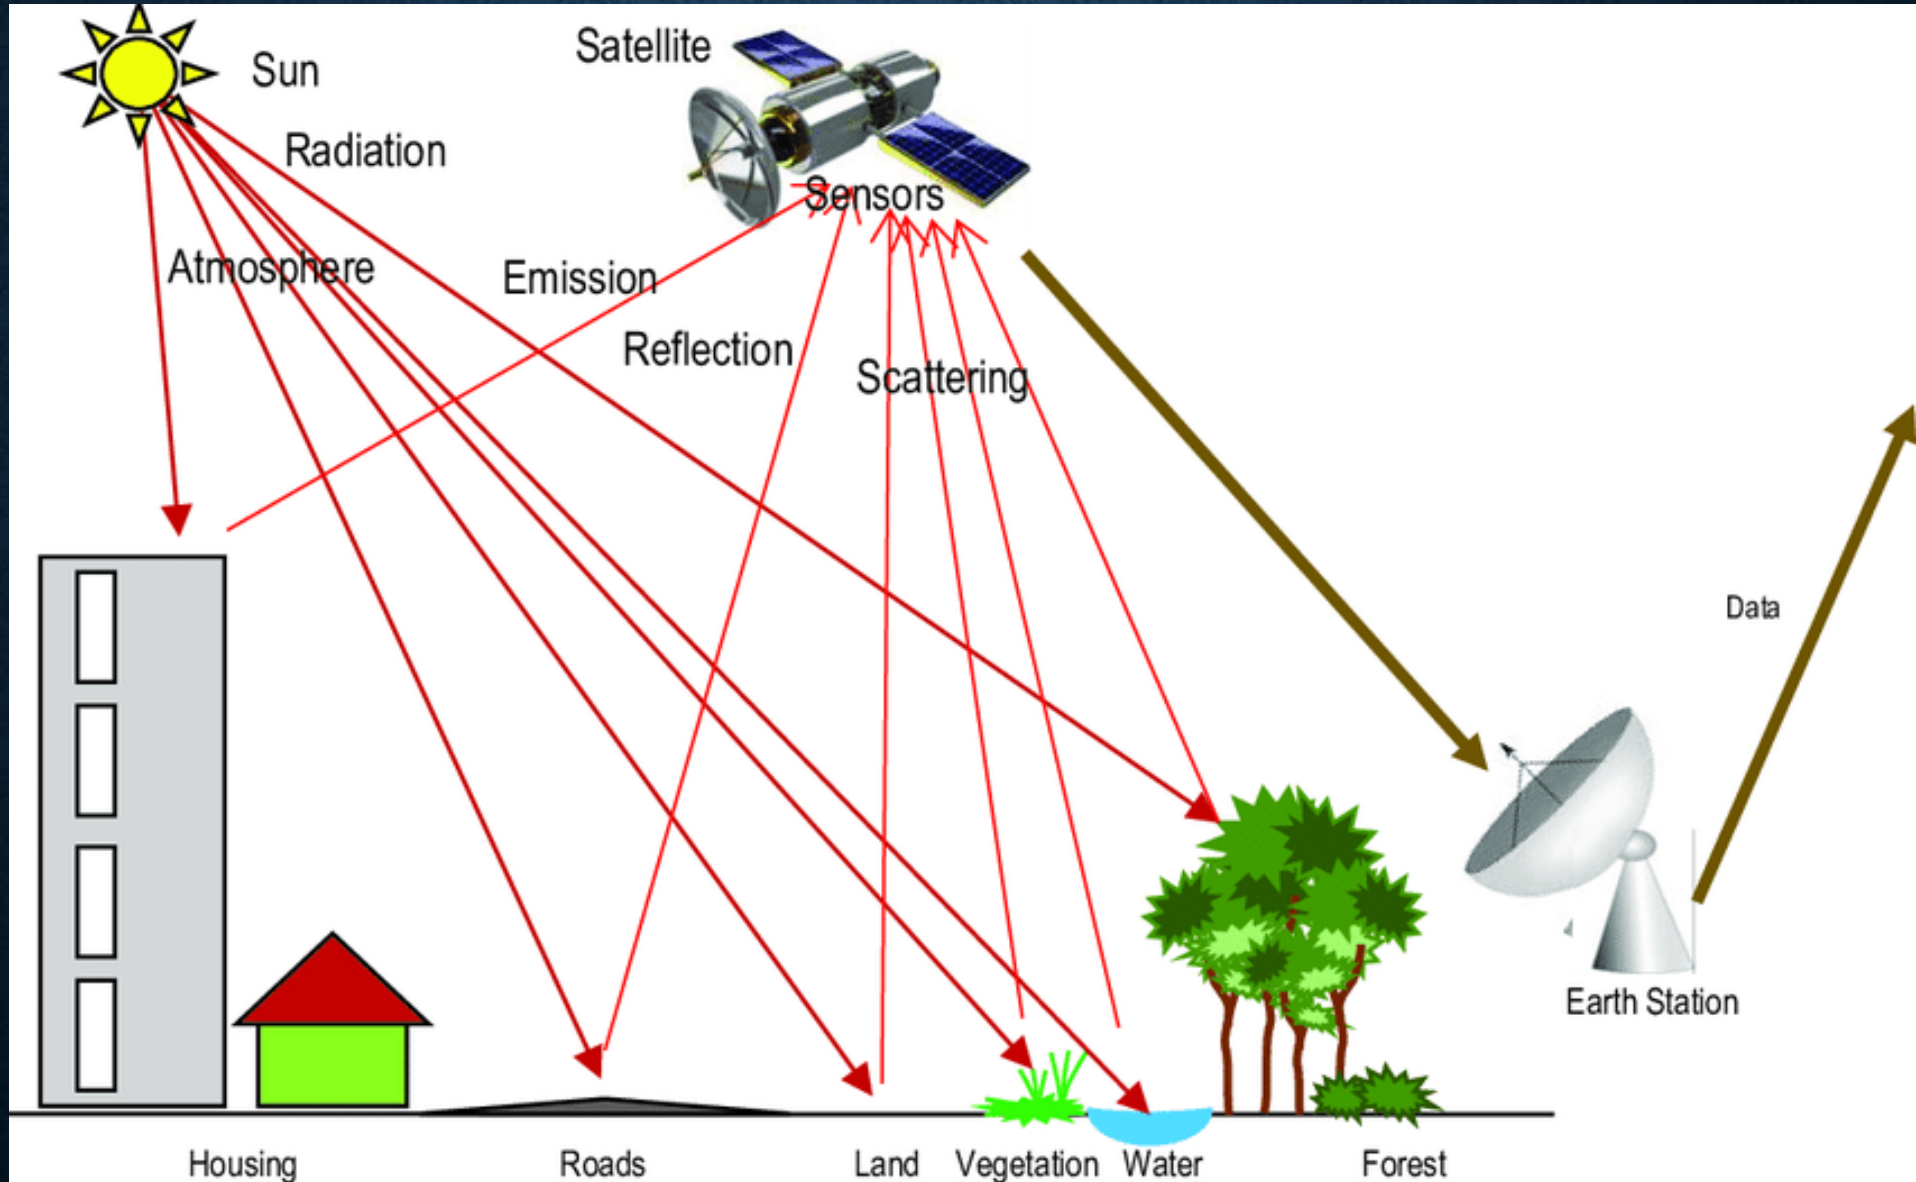 Sun
Satellite
Radiation
Sensors
Atmosphere
Emission
Reflection
Scattering
Data
Earth Station
Housing
Roads
Land
Vegetation
Water
Forest